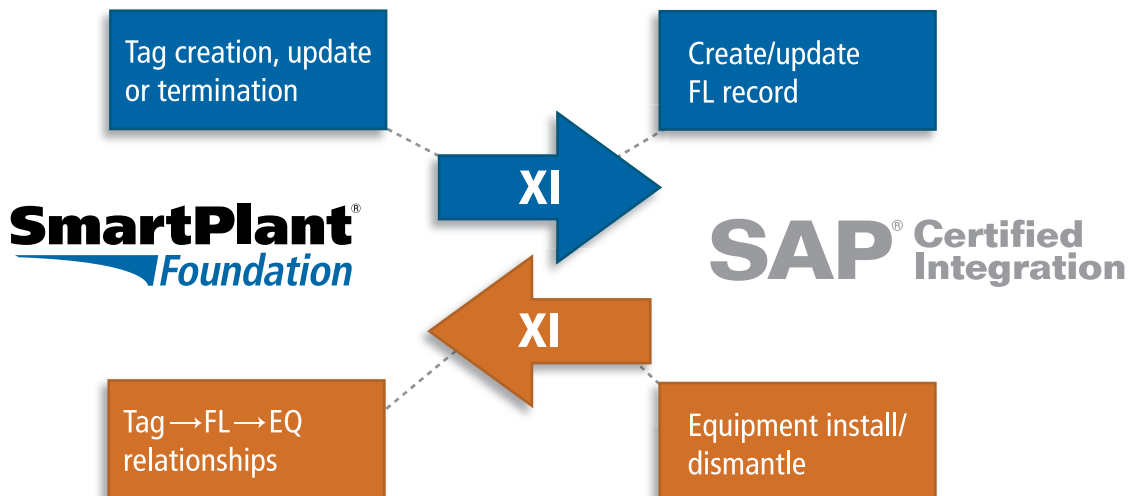 Tag creation, update
or termination
Create/update
FL record
XI
SmartPlant®
Foundation
SAP® Certified
Integration
XI
Tag→FL→EQ
relationships
Equipment install/
dismantle